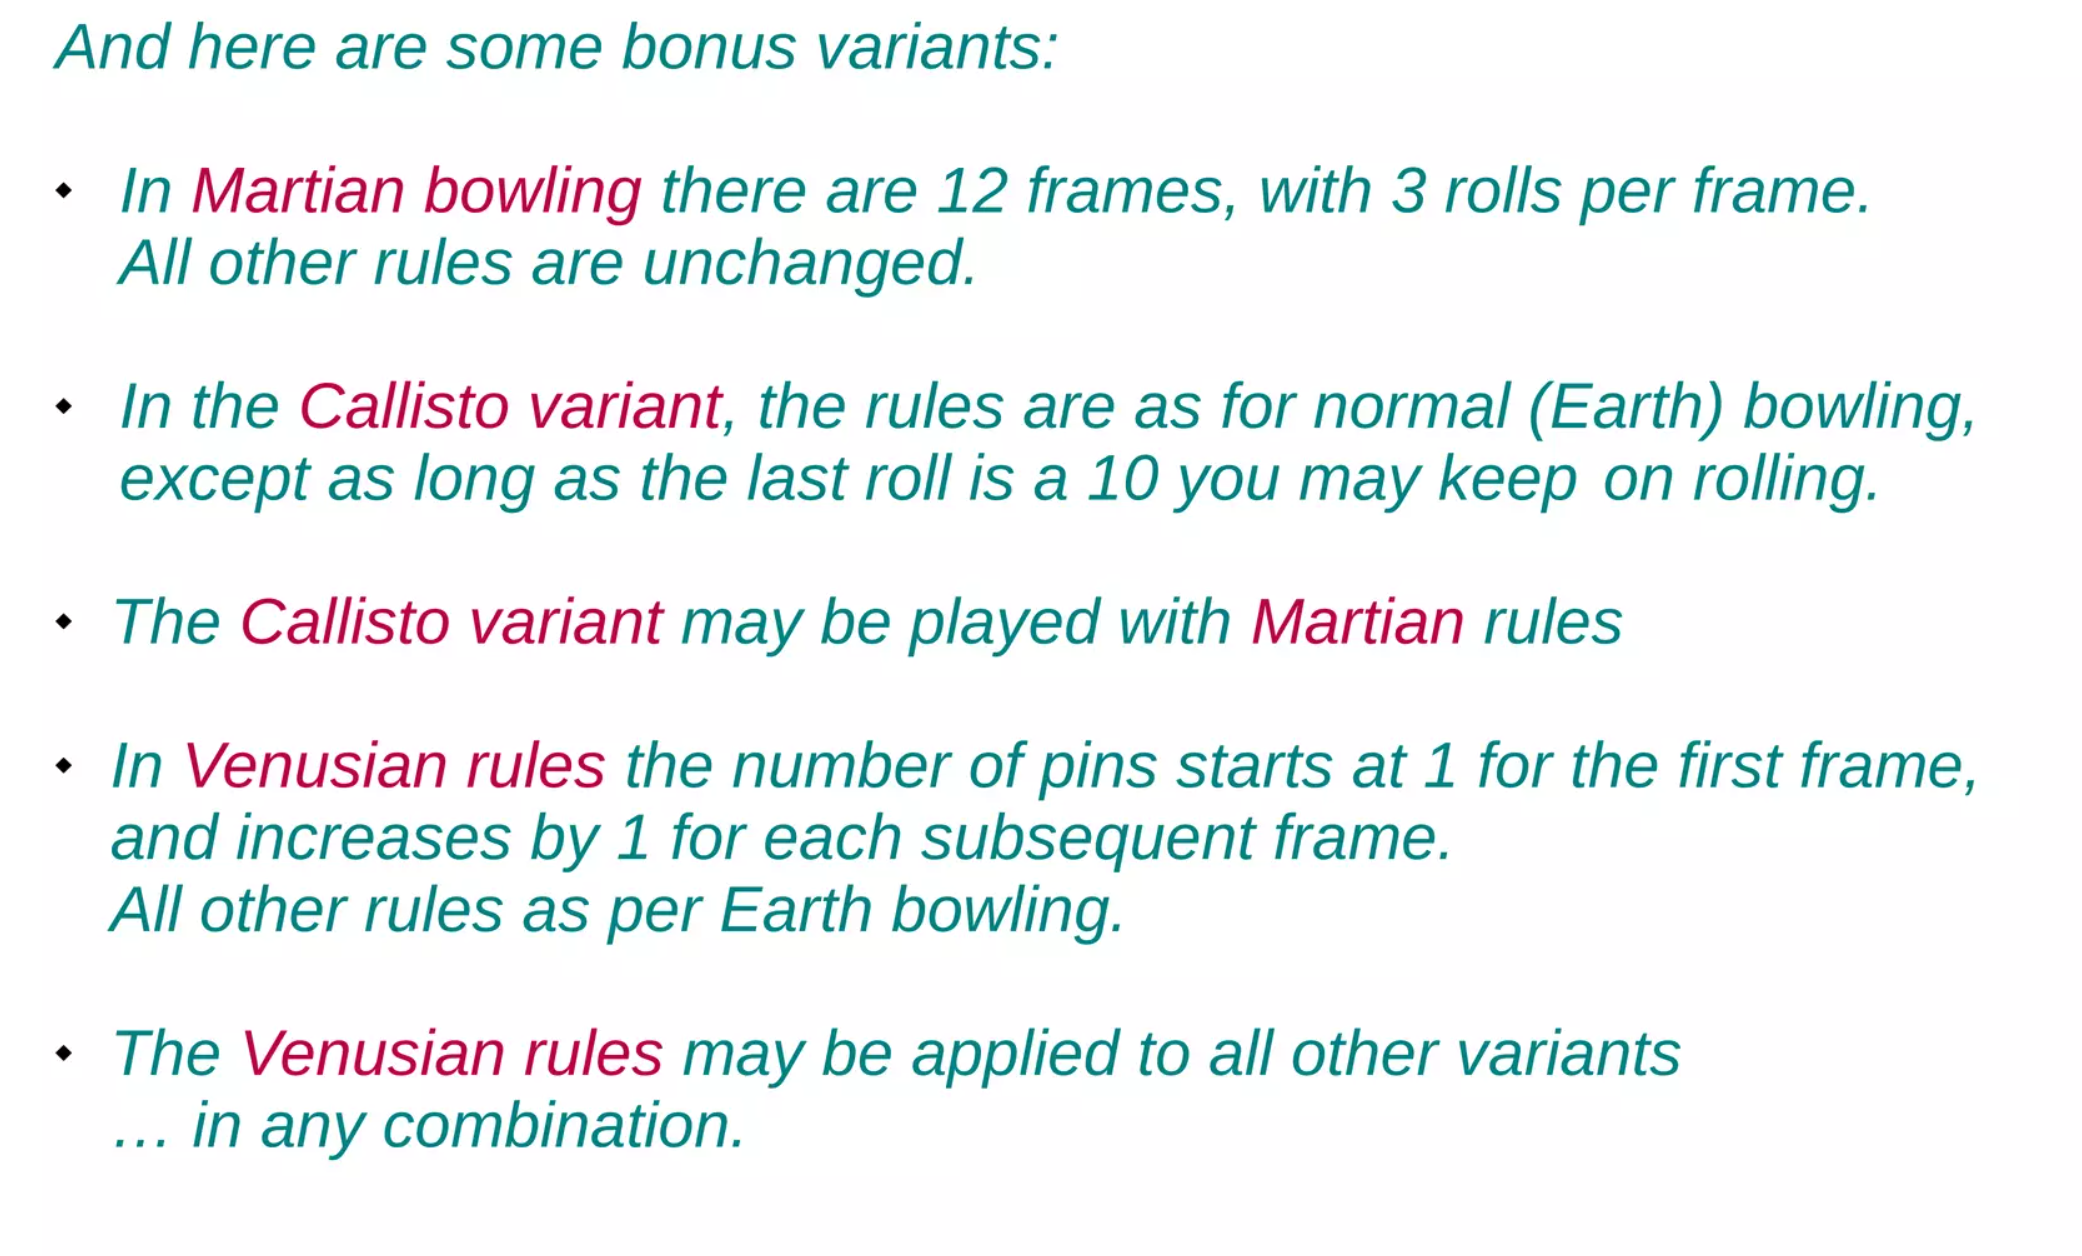 And here are some bonus variants:
In Martian bowling there are 12 frames, with 3 rolls per frame.
All other rules are unchanged.
In the Callisto variant, the rules are as for normal (Earth) bowling,
except as long as the last roll is a 10 you may keep on rolling.
The Callisto variant may be played with Martian rules
In Venusian rules the number of pins starts at 1 for the first frame,
and increases by 1 for each subsequent frame.
All other rules as per Earth bowling.
The Venusian rules may be applied to all other variants
… in any combination.